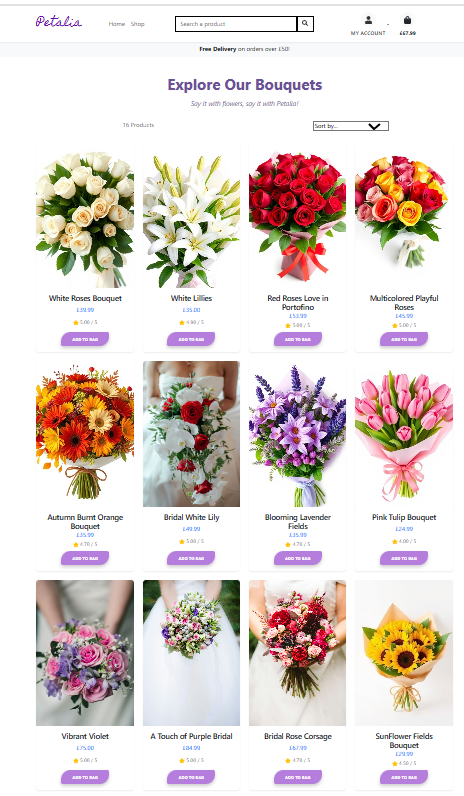 Petalia
Home Shop
Search a product
MY ACCOUNT
£67.99
Free Delivery on orders over £50!
Explore Our Bouquets
Say it with flowers, say it with Petalia!
16 Products
Sort by...
White Roses Bouquet
£39.99
5.00 / 5
ADD TO BAG
White Lillies
£35.00
4.90 / 5
ADD TO BAG
Red Roses Love in
Portofino
£53.99
5.00 / 5
ADD TO BAG
Multicolored Playful
Roses
£45.99
5.00 / 5
ADD TO BAG
Autumn Burnt Orange
Bouquet
£35.99
4.70 / 5
ADD TO BAG
Bridal White Lily
£49.99
5.00 / 5
ADD TO BAG
Blooming Lavender
Fields
£35.99
4.70 / 5
ADD TO BAG
Pink Tulip Bouquet
£24.99
4.00 / 5
ADD TO BAG
Vibrant Violet
£75.00
5.00 / 5
ADD TO BAG
A Touch of Purple Bridal
£84.99
5.00 / 5
ADD TO BAG
Bridal Rose Corsage
£67.99
4.70 / 5
ADD TO BAG
SunFlower Fields
Bouquet
£29.99
4.50 / 5
ADD TO BAG